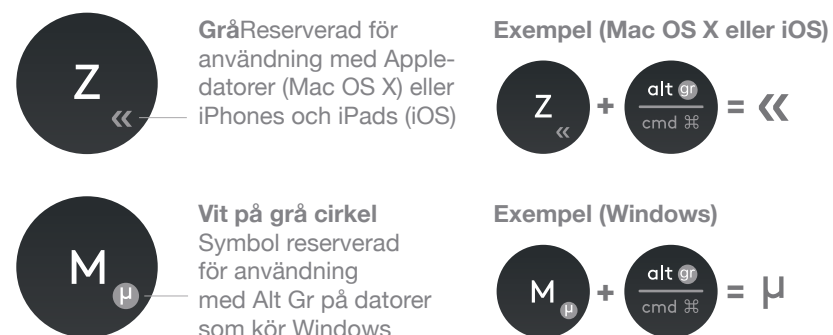 Z
«
GråReserverad för
användning med Apple-
datorer (Mac OS X) eller
iPhones och iPads (iOS)
Exempel (Mac OS X eller iOS)
Z « + alt gr cmd ⌘ = «
M
µ
Vit på grå cirkel
Symbol reserverad
för användning
med Alt Gr på datorer
som kör Windows
Exempel (Windows)
M µ + alt gr cmd ⌘ = µ